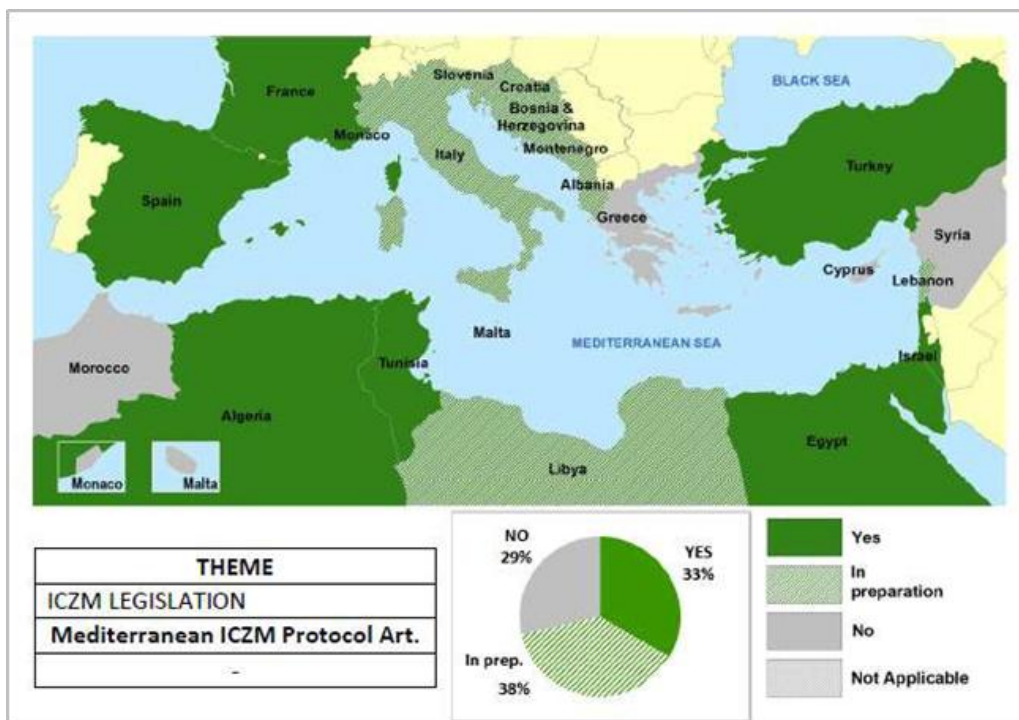 BLACK SEA
Slovenia
Croatia
France
Bosnia &
Herzegovina
Monaco
Montenegro
Italy
Turkey
Albania
Spain
Greece
Syria
Cyprus
Lebanon
Malta
MEDITERRANEAN SEA
Israel
Morocco
Tunisia
Algeria
Egypt
Libya
Monaco
Malta
THEME
ICZM LEGISLATION
Mediterranean ICZM Protocol Art.
-
NO
29%
YES
33%
In prep.
38%
Yes
In
preparation
No
Not Applicable